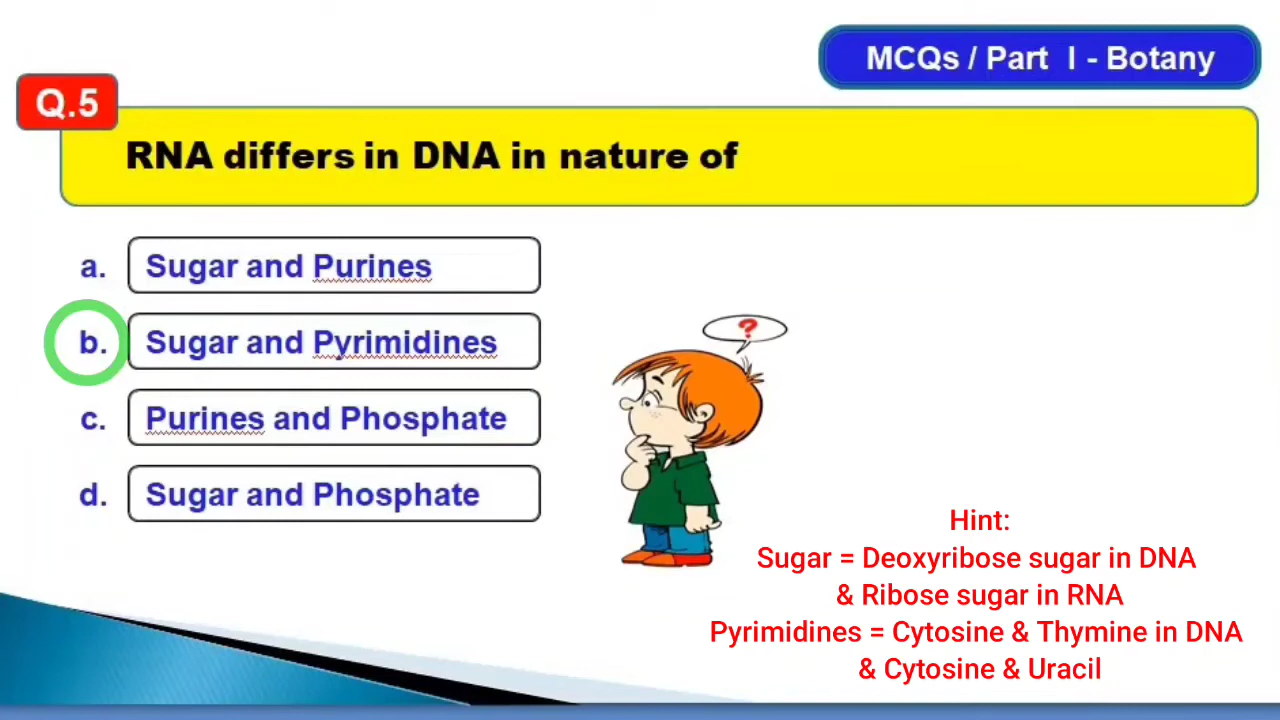 MCQs / Part I - Botany
Q.5
RNA differs in DNA in nature of
a. Sugar and Purines
b. Sugar and Pyrimidines
c. Purines and Phosphate
d. Sugar and Phosphate
?
Hint:
Sugar = Deoxyribose sugar in DNA
& Ribose sugar in RNA
Pyrimidines = Cytosine & Thymine in DNA
& Cytosine & Uracil